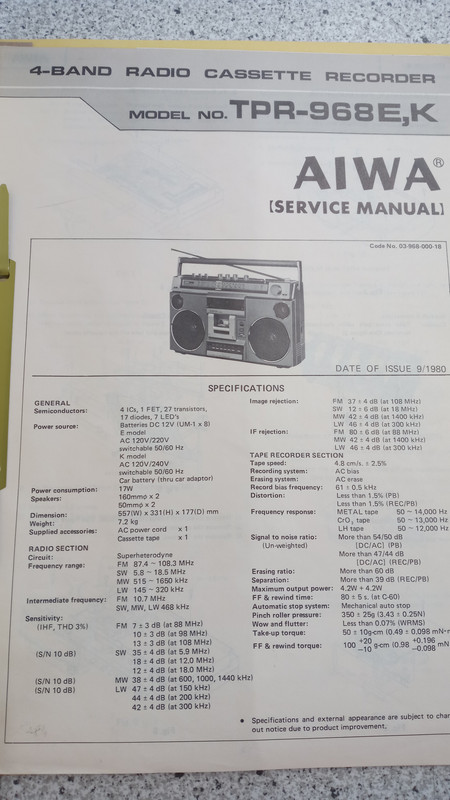 4-BAND RADIO CASSETTE RECORDER
MODEL NO. TPR-968E,K
AIWA®
[SERVICE MANUAL]
Code No. 03-968-000-18
DATE OF ISSUE 9/1980
SPECIFICATIONS
GENERAL
Semiconductors: 4 ICs, 1 FET, 27 transistors,
17 diodes, 7 LED's
Power source: Batteries DC 12V (UM-1 x 8)
E model
AC 120V/220V
switchable 50/60 Hz
K model
AC 120V/240V
switchable 50/60 Hz
Car battery (thru car adaptor)
Power consumption: 17W
Speakers: 160mmo x 2
50mmo x 2
Dimension: 557(W) x 331(H) x 177(D) mm
Weight: 7.2 kg
Supplied accessories: AC power cord x 1
Cassette tape x 1
RADIO SECTION
Circuit: Superheterodyne
Frequency range: FM 87.4 ~ 108.3 MHz
SW 5.8 ~ 18.5 MHz
MW 515 ~ 1650 kHz
LW 145 ~ 320 kHz
Intermediate frequency: FM 10.7 MHz
SW, MW, LW 468 kHz
Sensitivity:
(IHF, THD 3%) FM 7 ± 3 dB (at 88 MHz)
10 ± 3 dB (at 98 MHz)
13 ± 3 dB (at 108 MHz)
(S/N 10 dB) SW 35 ± 4 dB (at 5.9 MHz)
18 ± 4 dB (at 12.0 MHz)
12 ± 4 dB (at 18.0 MHz)
(S/N 10 dB) MW 38 ± 4 dB (at 600, 1000, 1440 kHz)
(S/N 10 dB) LW 47 ± 4 dB (at 150 kHz)
44 ± 4 dB (at 200 kHz)
42 ± 4 dB (at 300 kHz)
Image rejection: FM 37 ± 4 dB (at 108 MHz)
SW 12 ± 6 dB (at 18 MHz)
MW 42 ± 4 dB (at 1400 kHz)
LW 46 ± 4 dB (at 300 kHz)
IF rejection: FM 80 ± 6 dB (at 88 MHz)
MW 42 ± 4 dB (at 1400 kHz)
LW 46 ± 4 dB (at 300 kHz)
TAPE RECORDER SECTION
Tape speed: 4.8 cm/s. ± 2.5%
Recording system: AC bias
Erasing system: AC erase
Record bias frequency: 61 ± 0.5 kHz
Distortion: Less than 1.5% (PB)
Less than 1.5% (REC/PB)
Frequency response: METAL tape 50 ~ 14,000 Hz
CrO₂ tape 50 ~ 13,000 Hz
LH tape 50 ~ 12,000 Hz
Signal to noise ratio: More than 54/50 dB
(Un-weighted) [DC/AC] (PB)
More than 47/44 dB
[DC/AC] (REC/PB)
Erasing ratio: More than 60 dB
Separation: More than 39 dB (REC/PB)
Maximum output power: 4.2W + 4.2W
FF & rewind time: 80 ± 5 s. (at C-60)
Automatic stop system: Mechanical auto stop
Pinch roller pressure: 350 ± 25g (3.43 ± 0.25N)
Wow and flutter: Less than 0.07% (WRMS)
Take-up torque: 50 ± 10g-cm (0.49 ± 0.098 mN•
FF & rewind torque: 100 +20 −10 g-cm (0.98 +0.196 −0.098 mN
• Specifications and external appearance are subject to chan
out notice due to product improvement.